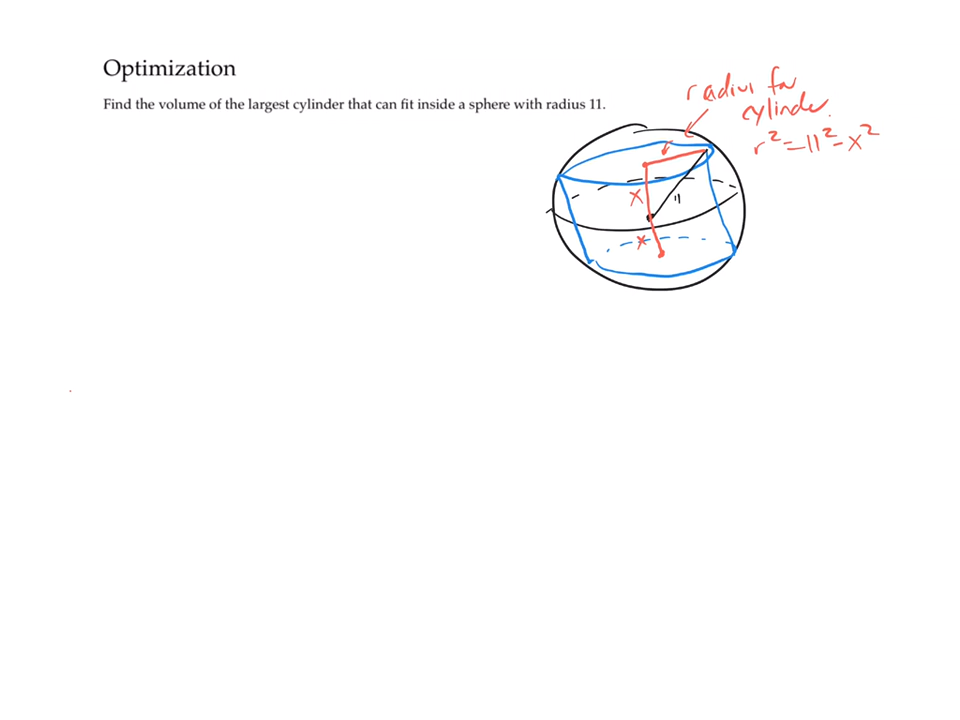 Optimization
Find the volume of the largest cylinder that can fit inside a sphere with radius 11.
radius for
cylinder.
r² = 11² - x²
r
x
11
x